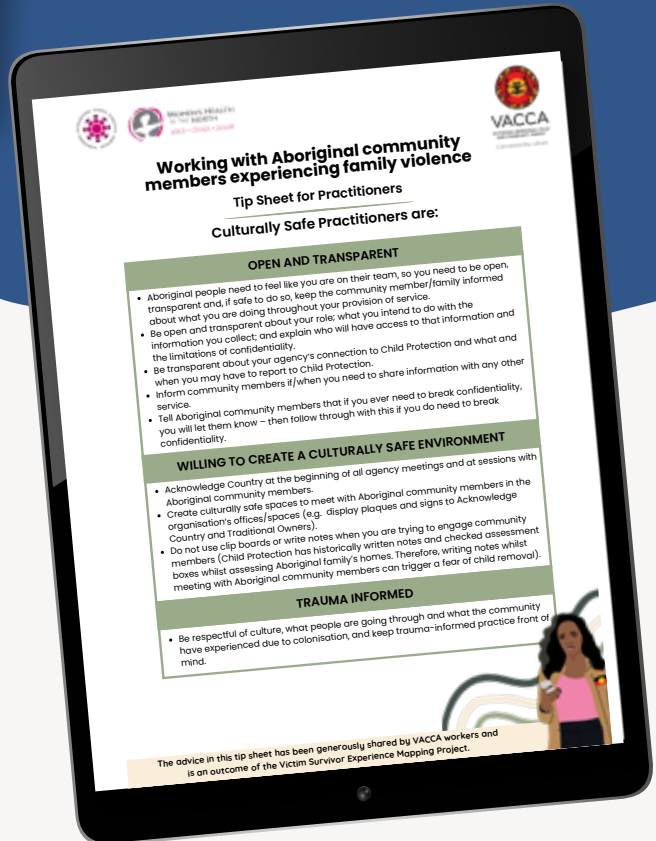 WOMEN'S HEALTH
IN THE NORTH
VACCA
Working with Aboriginal community
members experiencing family violence
Tip Sheet for Practitioners
Culturally Safe Practitioners are:
OPEN AND TRANSPARENT
• Aboriginal people need to feel like you are on their team, so you need to be open,
transparent and, if safe to do so, keep the community member/family informed
about what you are doing throughout your provision of service.
• Be open and transparent about your role; what you intend to do with the
information you collect; and explain who will have access to that information and
the limitations of confidentiality.
• Be transparent about your agency's connection to Child Protection and what and
when you may have to report to Child Protection.
• Inform community members if/when you need to share information with any other
service.
• Tell Aboriginal community members that if you ever need to break confidentiality,
you will let them know – then follow through with this if you do need to break
confidentiality.
WILLING TO CREATE A CULTURALLY SAFE ENVIRONMENT
• Acknowledge Country at the beginning of all agency meetings and at sessions with
Aboriginal community members.
• Create culturally safe spaces to meet with Aboriginal community members in the
organisation's offices/spaces (e.g. display plaques and signs to Acknowledge
Country and Traditional Owners).
• Do not use clip boards or write notes when you are trying to engage community
members (Child Protection has historically written notes and checked assessment
boxes whilst assessing Aboriginal family's homes. Therefore, writing notes whilst
meeting with Aboriginal community members can trigger a fear of child removal).
TRAUMA INFORMED
• Be respectful of culture, what people are going through and what the community
have experienced due to colonisation, and keep trauma-informed practice front of
mind.
The advice in this tip sheet has been generously shared by VACCA workers and
is an outcome of the Victim Survivor Experience Mapping Project.